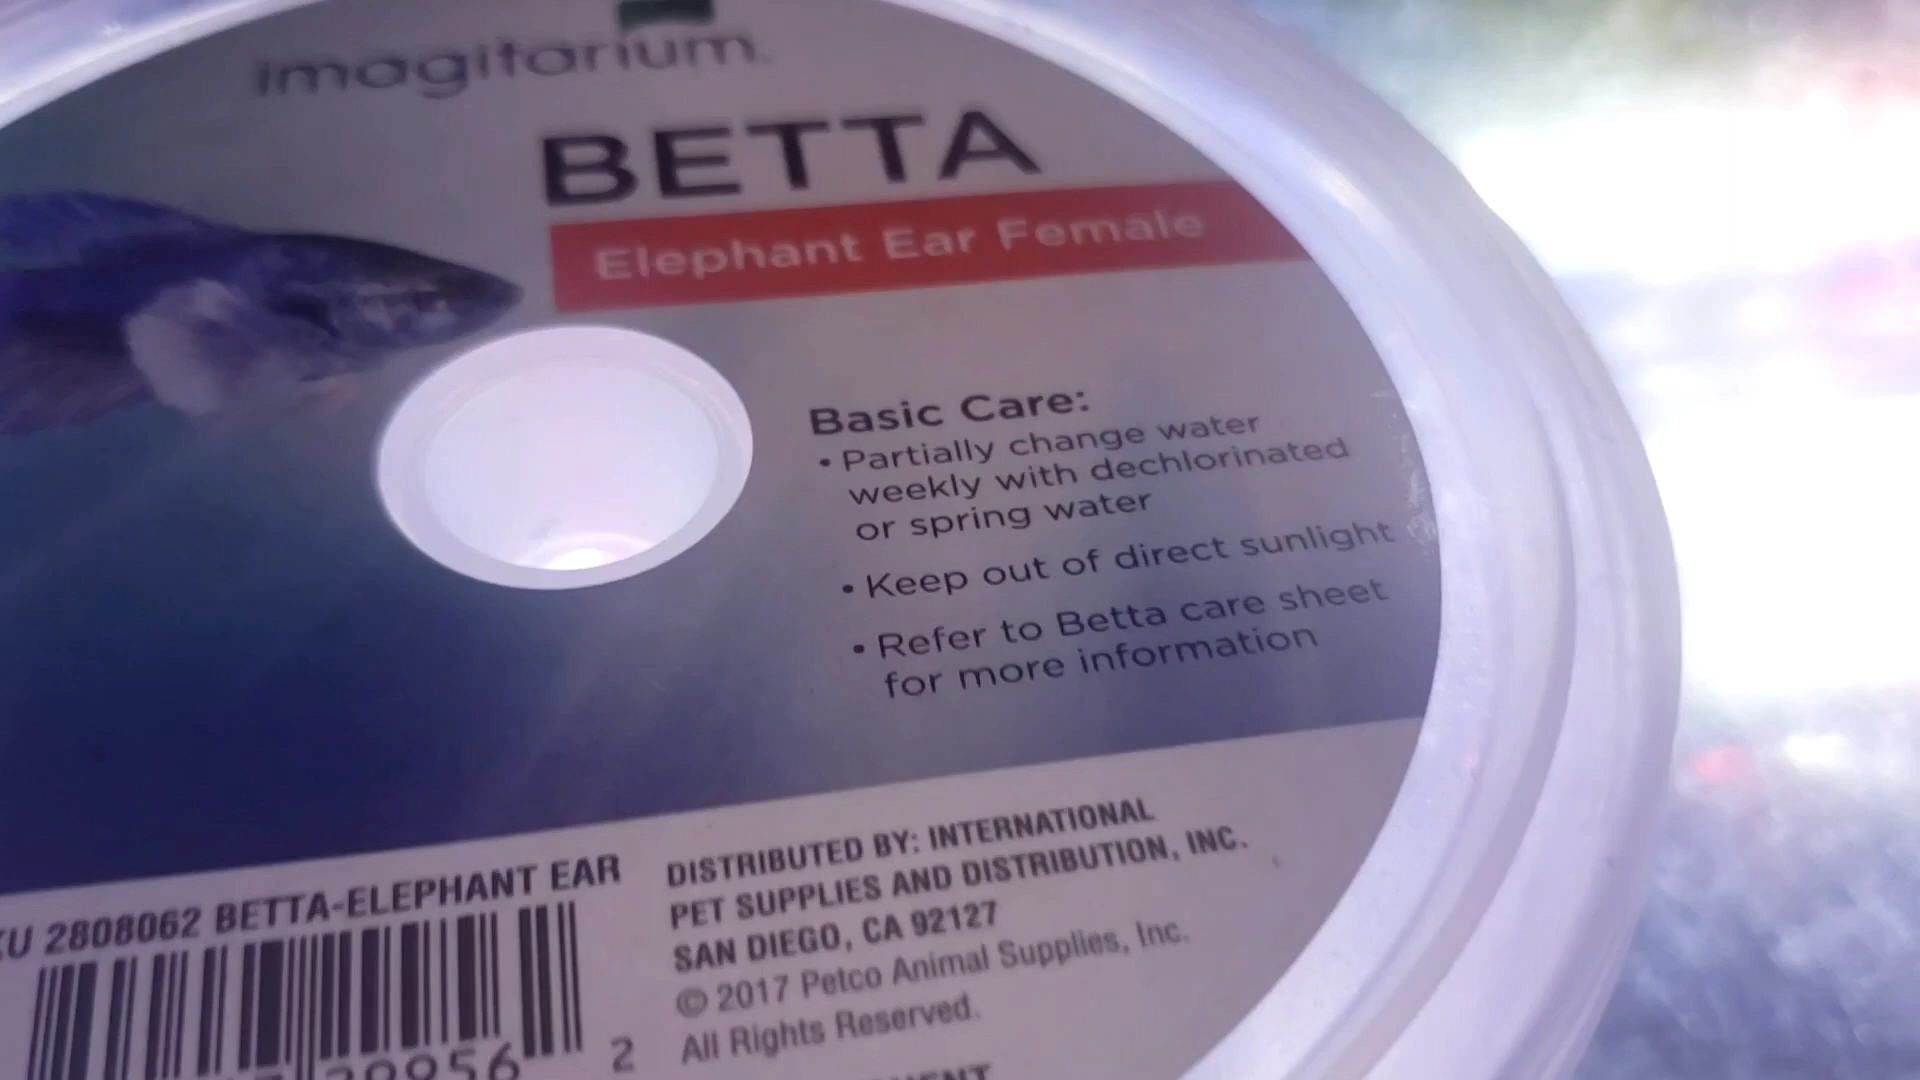 imagitarium
BETTA
Elephant Ear Female
Basic Care:
• Partially change water
weekly with dechlorinated
or spring water
• Keep out of direct sunlight
• Refer to Betta care sheet
for more information
2808062 BETTA-ELEPHANT EAR
2
DISTRIBUTED BY: INTERNATIONAL
PET SUPPLIES AND DISTRIBUTION, INC.
SAN DIEGO, CA 92127
© 2017 Petco Animal Supplies, Inc.
All Rights Reserved.